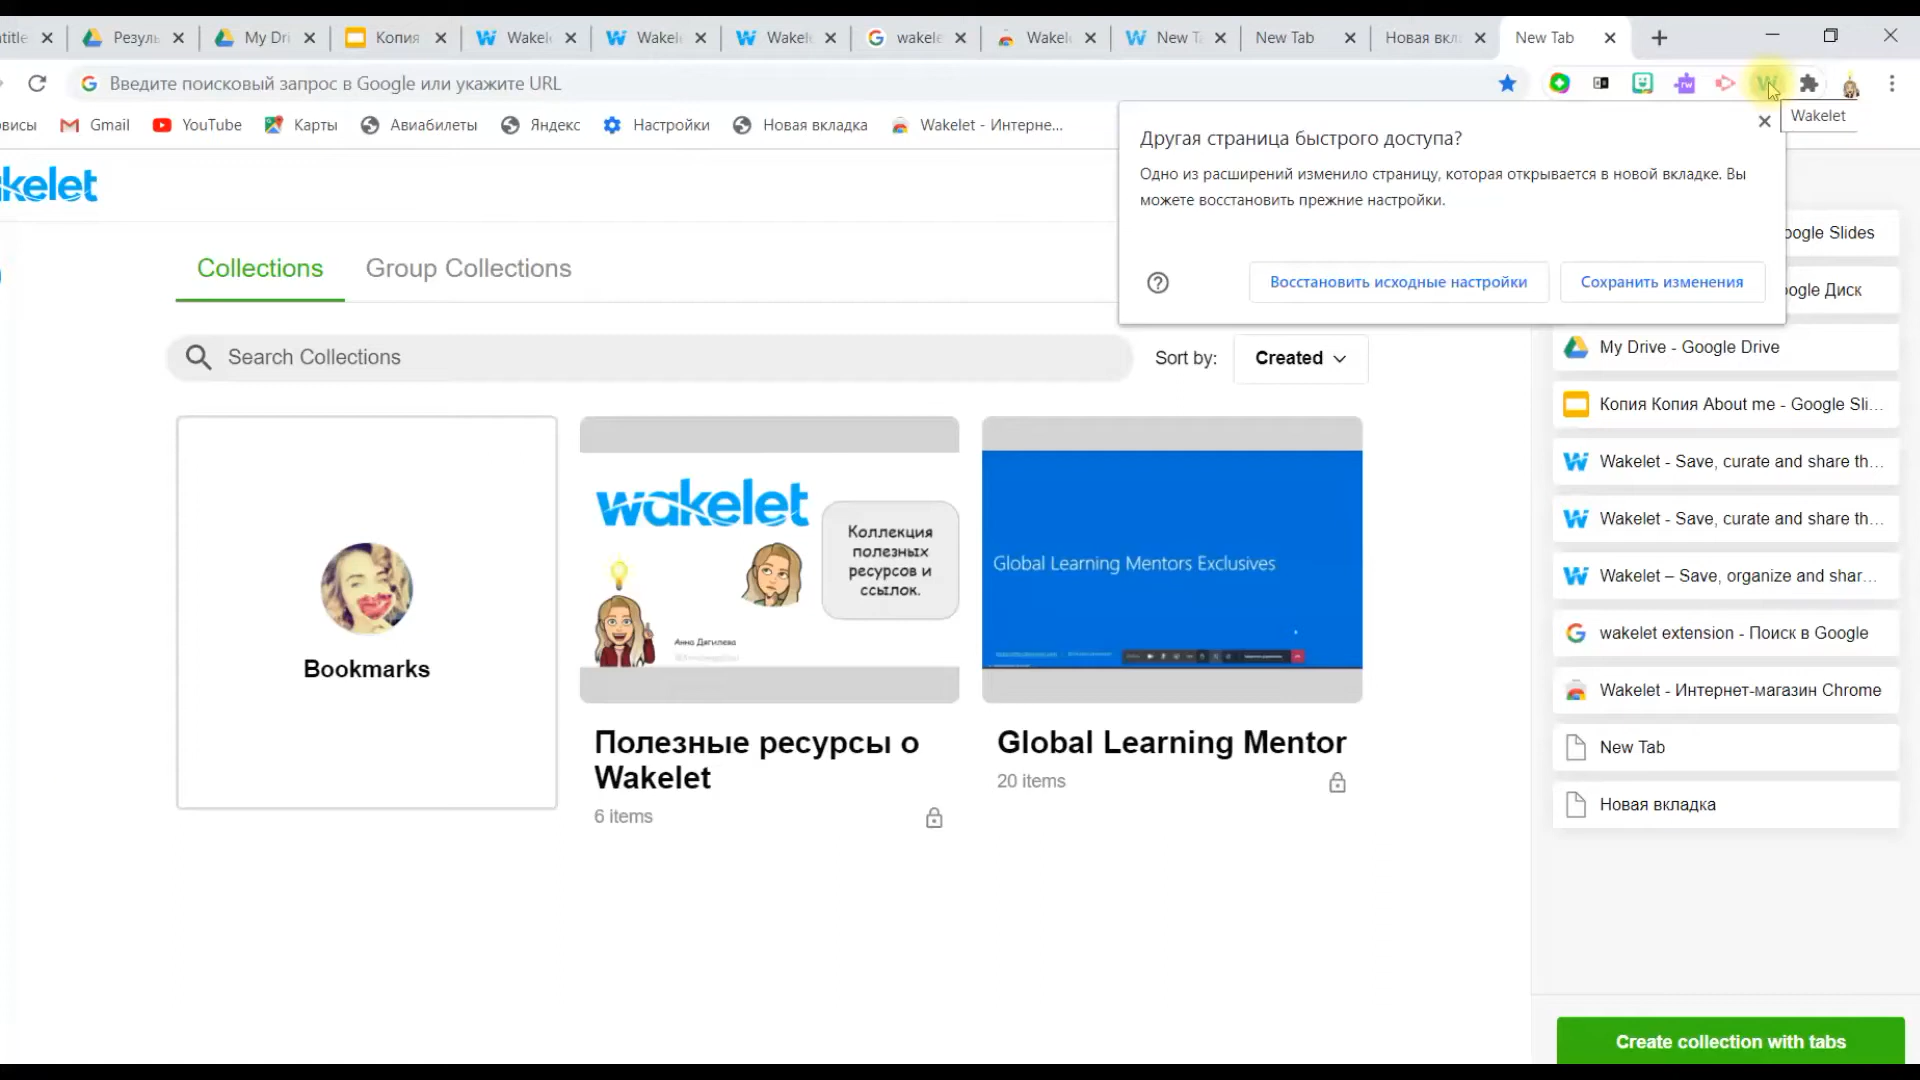 Резуль
My Dri
Копия
Wakel
Wakel
Wakel
wakele
Wakel
New T
New Tab
Новая вкл
New Tab
Введите поисковый запрос в Google или укажите URL
Wakelet
Gmail
YouTube
Карты
Авиабилеты
Яндекс
Настройки
Новая вкладка
Wakelet - Интерне...
Другая страница быстрого доступа?
Одно из расширений изменило страницу, которая открывается в новой вкладке. Вы
можете восстановить прежние настройки.
Восстановить исходные настройки
Сохранить изменения
kelet
Collections
Group Collections
Search Collections
Sort by:
Created
Bookmarks
wakelet
Коллекция
полезных
ресурсов и
ссылок.
Анна Дягилева
Полезные ресурсы о
Wakelet
6 items
Global Learning Mentors Exclusives
Global Learning Mentor
20 items
oogle Slides
oogle Диск
My Drive - Google Drive
Копия Копия About me - Google Sli...
Wakelet - Save, curate and share th...
Wakelet - Save, curate and share th...
Wakelet – Save, organize and shar...
wakelet extension - Поиск в Google
Wakelet - Интернет-магазин Chrome
New Tab
Новая вкладка
Create collection with tabs